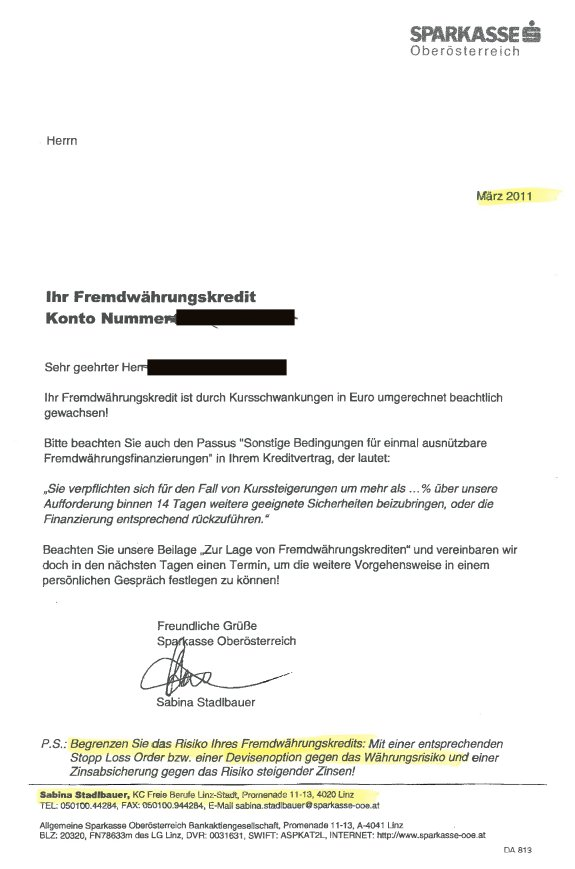 SPARKASSE
Oberösterreich
Herrn
März 2011
Ihr Fremdwährungskredit
Konto Nummer
Sehr geehrter Herr
Ihr Fremdwährungskredit ist durch Kursschwankungen in Euro umgerechnet beachtlich
gewachsen!
Bitte beachten Sie auch den Passus "Sonstige Bedingungen für einmal ausnützbare
Fremdwährungsfinanzierungen" in Ihrem Kreditvertrag, der lautet:
„Sie verpflichten sich für den Fall von Kurssteigerungen um mehr als …% über unsere
Aufforderung binnen 14 Tagen weitere geeignete Sicherheiten beizubringen, oder die
Finanzierung entsprechend rückzuführen.“
Beachten Sie unsere Beilage „Zur Lage von Fremdwährungskrediten“ und vereinbaren wir
doch in den nächsten Tagen einen Termin, um die weitere Vorgehensweise in einem
persönlichen Gespräch festlegen zu können!
Freundliche Grüße
Sparkasse Oberösterreich
Sabina Stadlbauer
P.S.: Begrenzen Sie das Risiko Ihres Fremdwährungskredits: Mit einer entsprechenden
Stopp Loss Order bzw. einer Devisenoption gegen das Währungsrisiko und einer
Zinsabsicherung gegen das Risiko steigender Zinsen!
Sabina Stadlbauer, KC Freie Berufe Linz-Stadt, Promenade 11-13, 4020 Linz
TEL: 050100.44284, FAX: 050100.944284, E-Mail sabina.stadlbauer@sparkasse-ooe.at
Allgemeine Sparkasse Oberösterreich Bankaktiengesellschaft, Promenade 11-13, A-4041 Linz
BLZ: 20320, FN78633m des LG Linz, DVR: 0031631, SWIFT: ASPKAT2L, INTERNET: http://www.sparkasse-ooe.at
DA 813